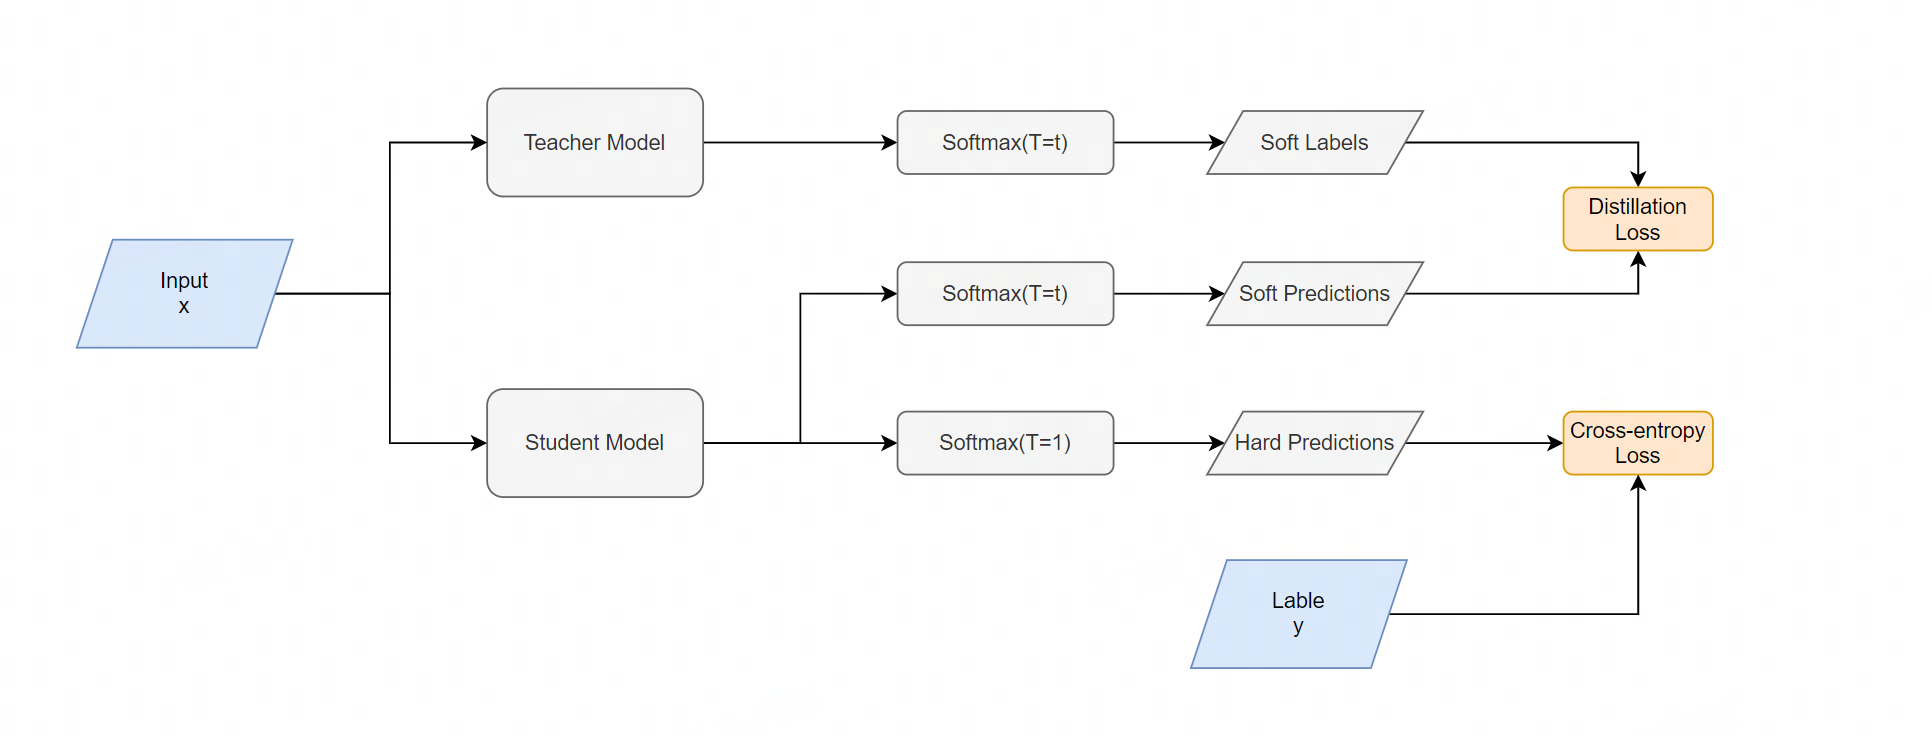 Teacher Model
Softmax(T=t)
Soft Labels
Distillation
Loss
Input
x
Softmax(T=t)
Soft Predictions
Student Model
Softmax(T=1)
Hard Predictions
Cross-entropy
Loss
Lable
y